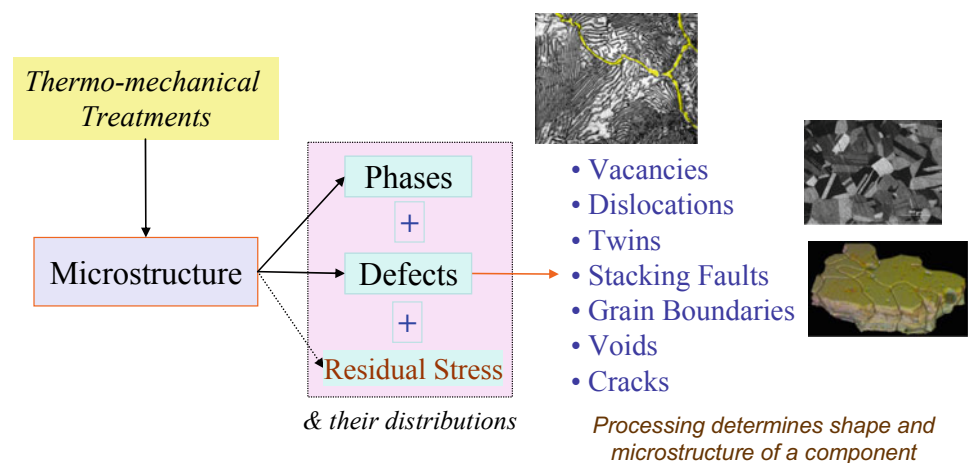 Thermo-mechanical
Treatments
Microstructure
Phases
+
Defects
+
Residual Stress
& their distributions
• Vacancies
• Dislocations
• Twins
• Stacking Faults
• Grain Boundaries
• Voids
• Cracks
Processing determines shape and
microstructure of a component